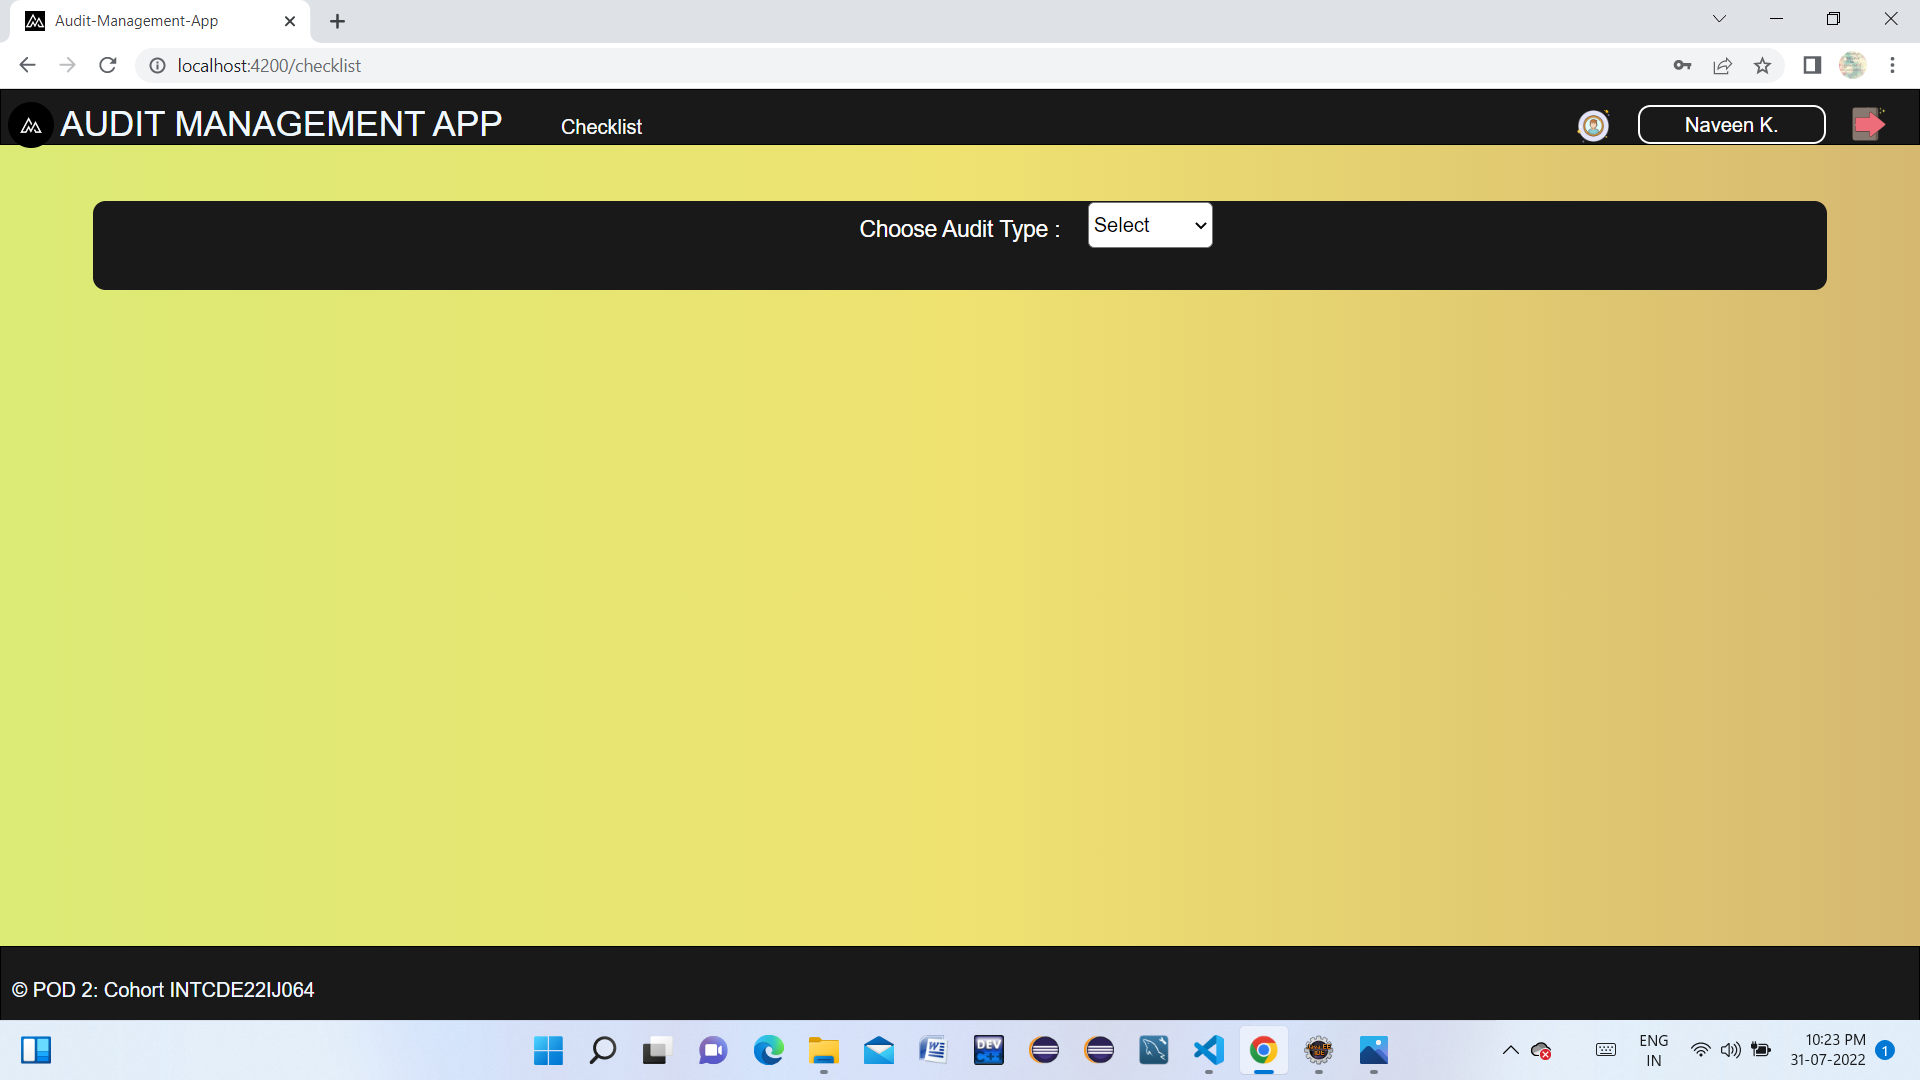 Audit-Management-App
localhost:4200/checklist
AUDIT MANAGEMENT APP
Checklist
Naveen K.
Choose Audit Type :
Select
© POD 2: Cohort INTCDE22IJ064
DEV
C++
ENG
IN
10:23 PM
31-07-2022
1